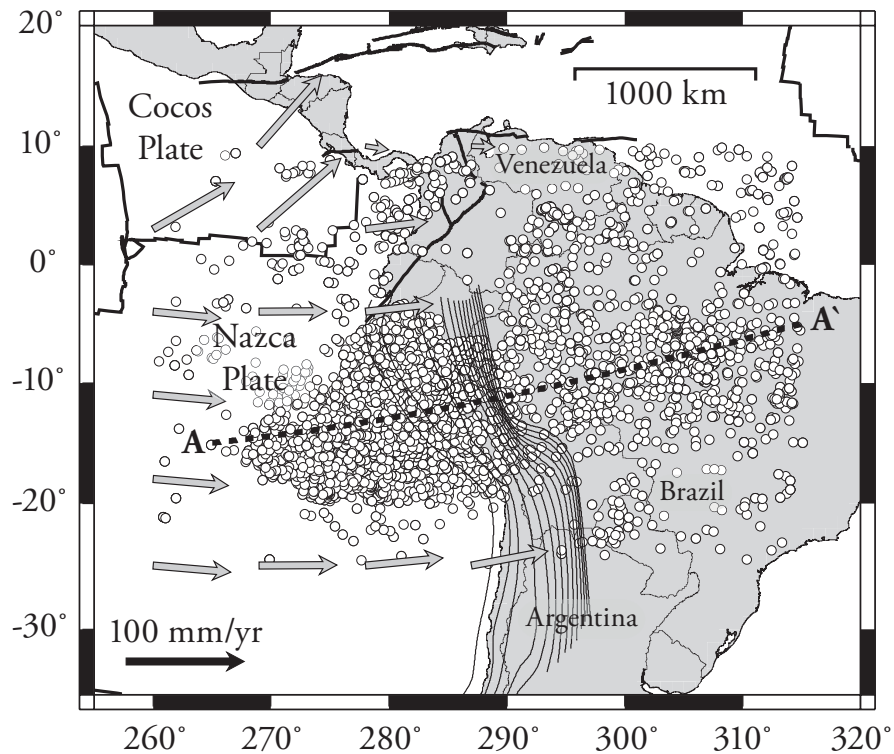 20°
10°
0°
-10°
-20°
-30°
Cocos
Plate
1000 km
Venezuela
Nazca
Plate
A
A`
Brazil
Argentina
100 mm/yr
260°
270°
280°
290°
300°
310°
320°